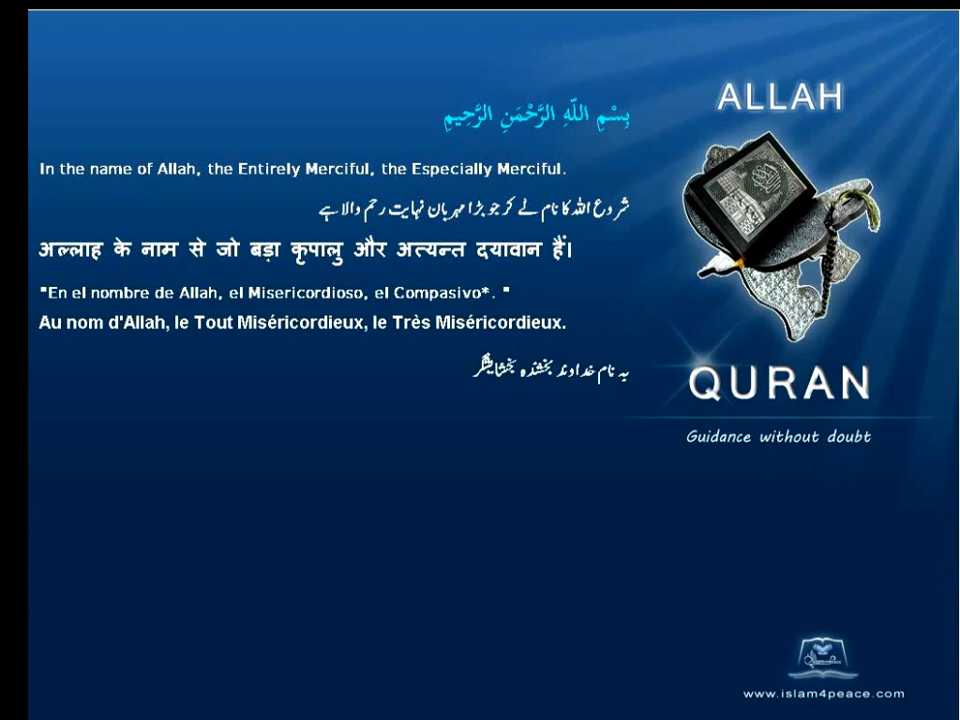 بِسْمِ اللّهِ الرَّحْمَنِ الرَّحِيمِ
In the name of Allah, the Entirely Merciful, the Especially Merciful.
شروع الله کا نام لے کر جو بڑا مہربان نہایت رحم والا ہے
अल्लाह के नाम से जो बड़ा कृपालु और अत्यन्त दयावान हैं।
"En el nombre de Allah, el Misericordioso, el Compasivo*. "
Au nom d'Allah, le Tout Miséricordieux, le Très Miséricordieux.
به نام خداوند بخشنده بخشایشگر
ALLAH
QURAN
Guidance without doubt
www.islam4peace.com